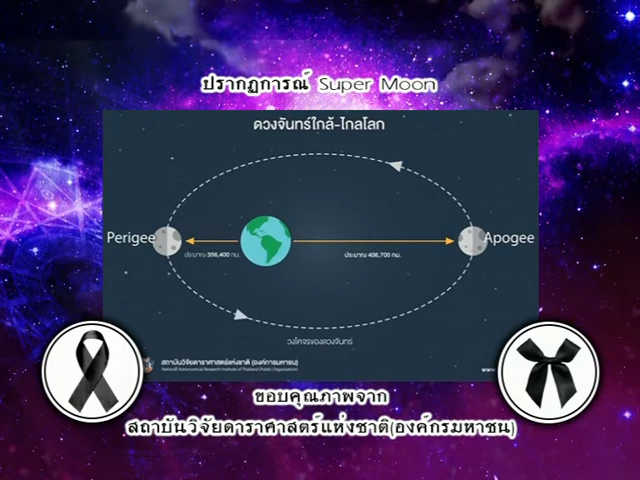 ปรากฏการณ์ Super Moon
ดวงจันทร์ใกล้-ไกลโลก
Perigee
Apogee
ประมาณ 356,400 กม.
ประมาณ 406,700 กม.
วงโคจรของดวงจันทร์
สถาบันวิจัยดาราศาสตร์แห่งชาติ (องค์การมหาชน)
National Astronomical Research Institute of Thailand (Public Organization)
www
ขอบคุณภาพจาก
สถาบันวิจัยดาราศาสตร์แห่งชาติ(องค์กรมหาชน)